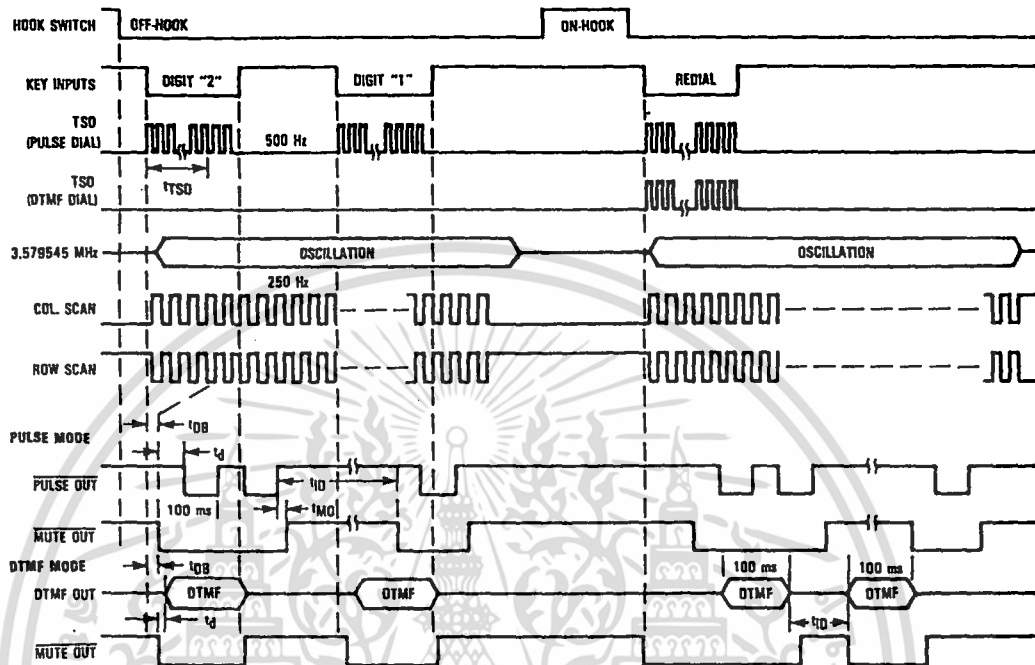 HOOK SWITCH OFF-HOOK ON-HOOK
KEY INPUTS DIGIT "2" DIGIT "1" REDIAL
TSO
(PULSE DIAL) 500 Hz
tTSO
TSO
(DTMF DIAL)
3.579545 MHz OSCILLATION OSCILLATION
250 Hz
COL. SCAN
ROW SCAN
tDB
PULSE MODE td
PULSE OUT tID
100 ms tMO
MUTE OUT
DTMF MODE tDB 100 ms 100 ms
DTMF OUT DTMF DTMF DTMF DTMF
td tID
MUTE OUT